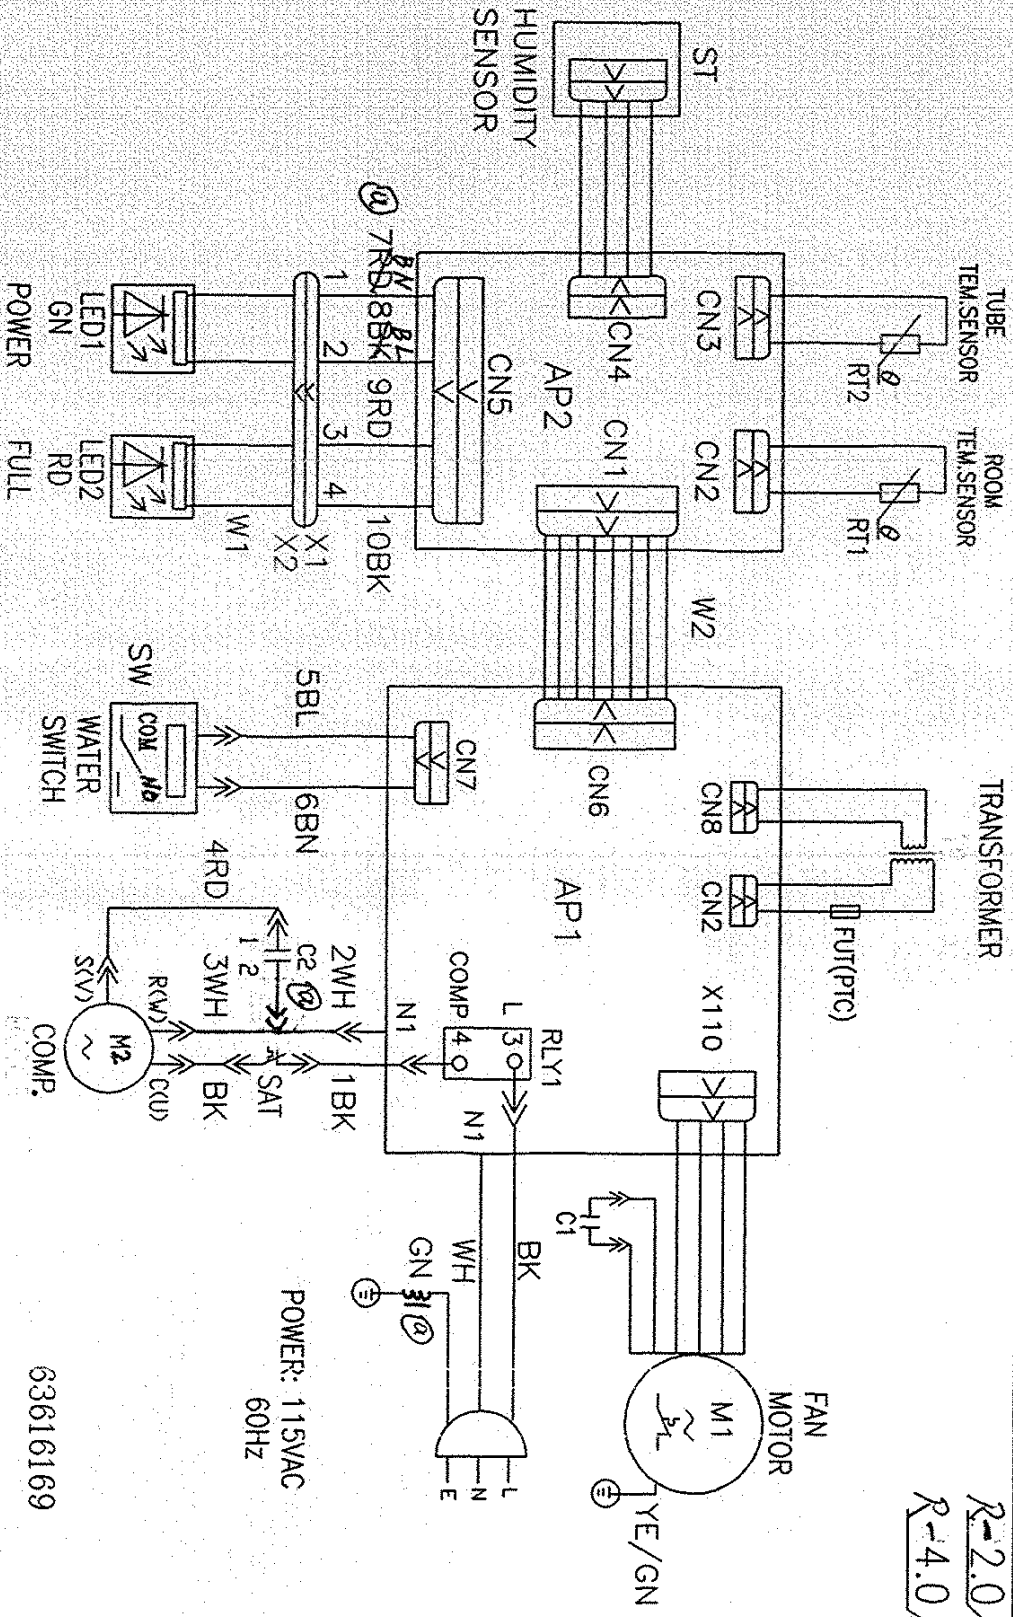 TUBE
TEM.SENSOR
RT2
θ
ROOM
TEM.SENSOR
RT1
θ
ST
HUMIDITY
SENSOR
CN3
CN2
CN4
AP2
CN1
CN5
a
7RD BN
8BK BL
9RD
10BK
1
2
3
4
X1
X2
W1
LED1
GN
POWER
LED2
RD
FULL
W2
TRANSFORMER
CN8
CN2
FUT(PTC)
CN6
AP1
X110
CN7
5BL
6BN
SW
COM
NO
WATER
SWITCH
4RD
C2
a
1 2
2WH
3WH
N1
COMP 4
L 3
RLY1
N1
S(V)
R(W)
C(U)
M2
~
COMP.
BK
SAT
1BK
C1
FAN
MOTOR
M1
~
YE/GN
BK
WH
GN
a
L
N
E
POWER: 115VAC
60Hz
R-2.0
R-4.0
63616169